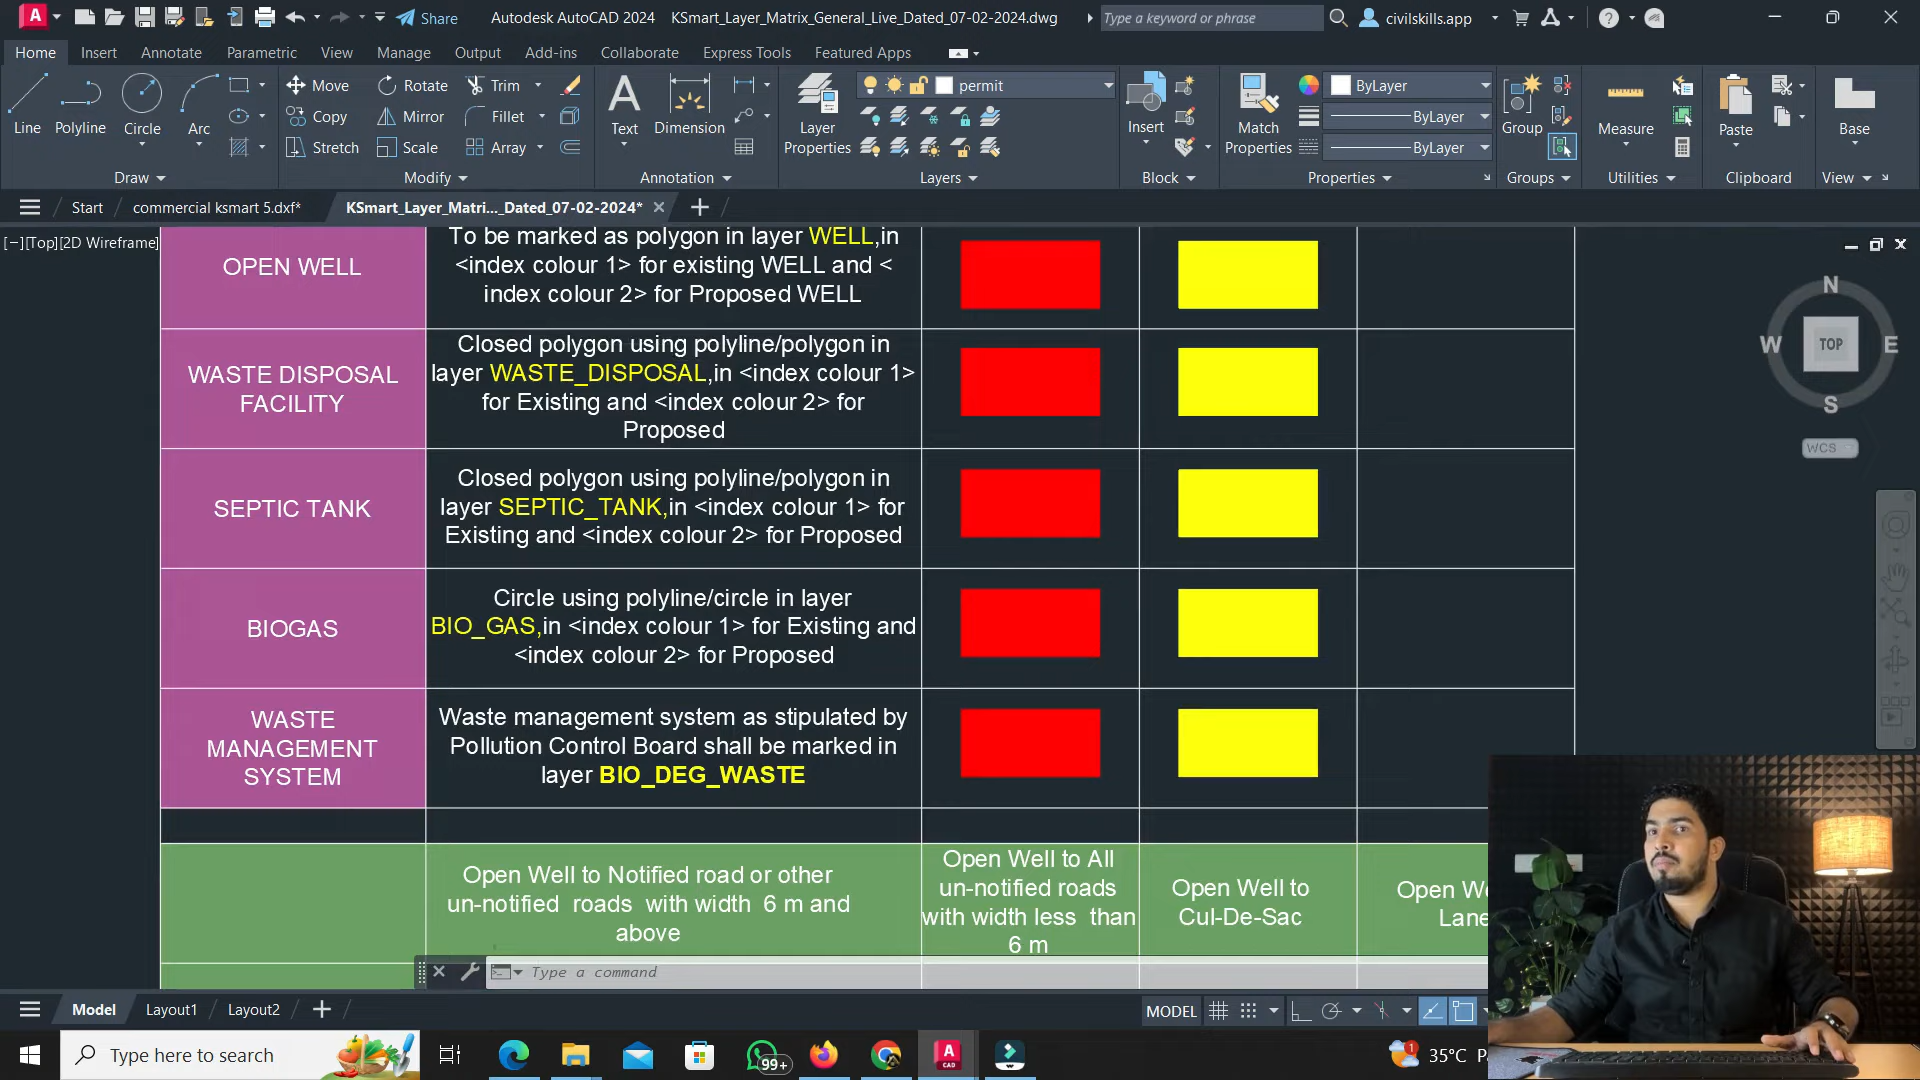 Share
Autodesk AutoCAD 2024
KSmart_Layer_Matrix_General_Live_Dated_07-02-2024.dwg
Type a keyword or phrase
civilskills.app
Home
Insert
Annotate
Parametric
View
Manage
Output
Add-ins
Collaborate
Express Tools
Featured Apps
Line
Polyline
Circle
Arc
Move
Rotate
Trim
Copy
Mirror
Fillet
Stretch
Scale
Array
Text
Dimension
Layer
Properties
permit
Insert
Match
Properties
ByLayer
ByLayer
ByLayer
Group
Measure
Paste
Base
Draw
Modify
Annotation
Layers
Block
Properties
Groups
Utilities
Clipboard
View
Start
commercial ksmart 5.dxf*
KSmart_Layer_Matri..._Dated_07-02-2024*
[−][Top][2D Wireframe]
OPEN WELL
To be marked as polygon in layer WELL,in
<index colour 1> for existing WELL and <
index colour 2> for Proposed WELL
WASTE DISPOSAL
FACILITY
Closed polygon using polyline/polygon in
layer WASTE_DISPOSAL,in <index colour 1>
for Existing and <index colour 2> for
Proposed
SEPTIC TANK
Closed polygon using polyline/polygon in
layer SEPTIC_TANK,in <index colour 1> for
Existing and <index colour 2> for Proposed
BIOGAS
Circle using polyline/circle in layer
BIO_GAS,in <index colour 1> for Existing and
<index colour 2> for Proposed
WASTE
MANAGEMENT
SYSTEM
Waste management system as stipulated by
Pollution Control Board shall be marked in
layer BIO_DEG_WASTE
Open Well to Notified road or other
un-notified roads with width 6 m and
above
Open Well to All
un-notified roads
with width less than
6 m
Open Well to
Cul-De-Sac
Open
Lane
N
W
TOP
E
S
WCS
Type a command
Model
Layout1
Layout2
MODEL
Type here to search
99+
A
CAD
1
35°C